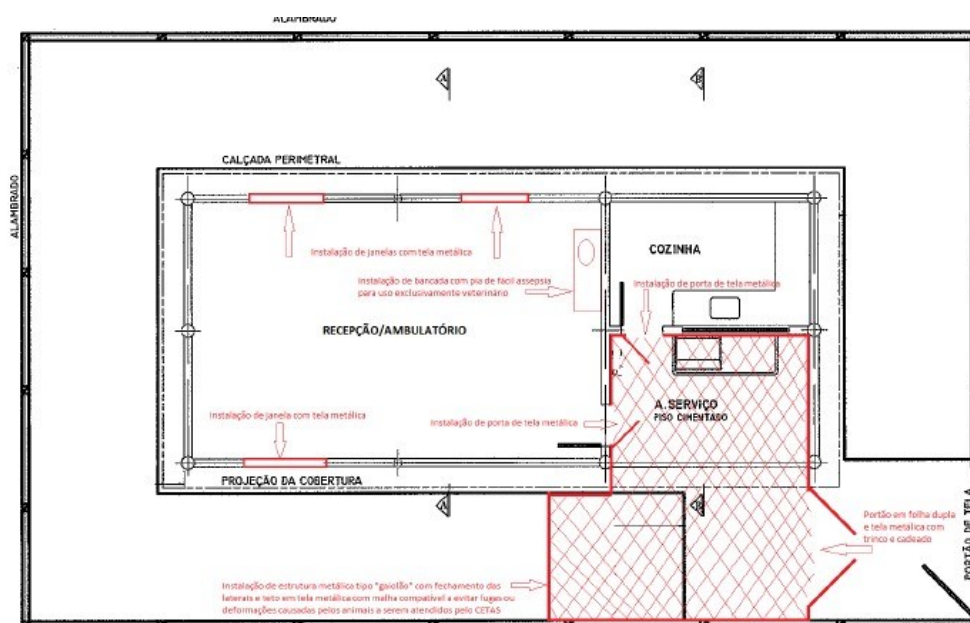 ALAMBRADO
CALÇADA PERIMETRAL
ALAMBRADO
Instalação de janelas com tela metálica
COZINHA
Instalação de bancada com pia de fácil assepsia
para uso exclusivamente veterinário
Instalação de porta de tela metálica
RECEPÇÃO/AMBULATÓRIO
A.SERVIÇO
PISO CIMENTADO
Instalação de janela com tela metálica
Instalação de porta de tela metálica
PROJEÇÃO DA COBERTURA
Portão em folha dupla
e tela metálica com
trinco e cadeado
PORTÃO DE TELA
Instalação de estrutura metálica tipo "gaiolão" com fechamento das
laterais e teto em tela metálica com malha compatível a evitar fugas ou
deformações causadas pelos animais a serem atendidos pelo CETAS